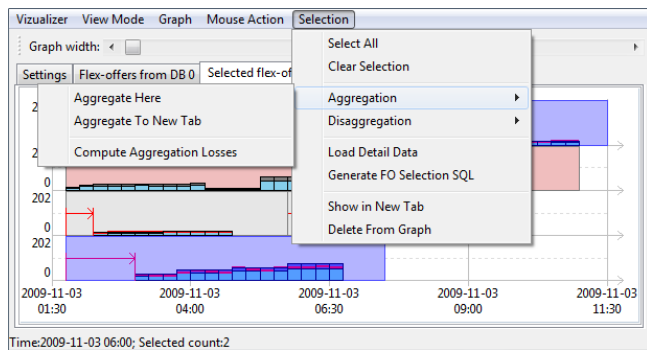 Vizualizer View Mode Graph Mouse Action Selection
Graph width:
Select All
Clear Selection
Settings Flex-offers from DB 0 Selected flex-of
Aggregate Here
Aggregation
Aggregate To New Tab
Disaggregation
Compute Aggregation Losses
Load Detail Data
Generate FO Selection SQL
Show in New Tab
Delete From Graph
2
2
0
202
0
202
0
2009-11-03 2009-11-03 2009-11-03 2009-11-03 2009-11-03
01:30 04:00 06:30 09:00 11:30
Time:2009-11-03 06:00; Selected count:2